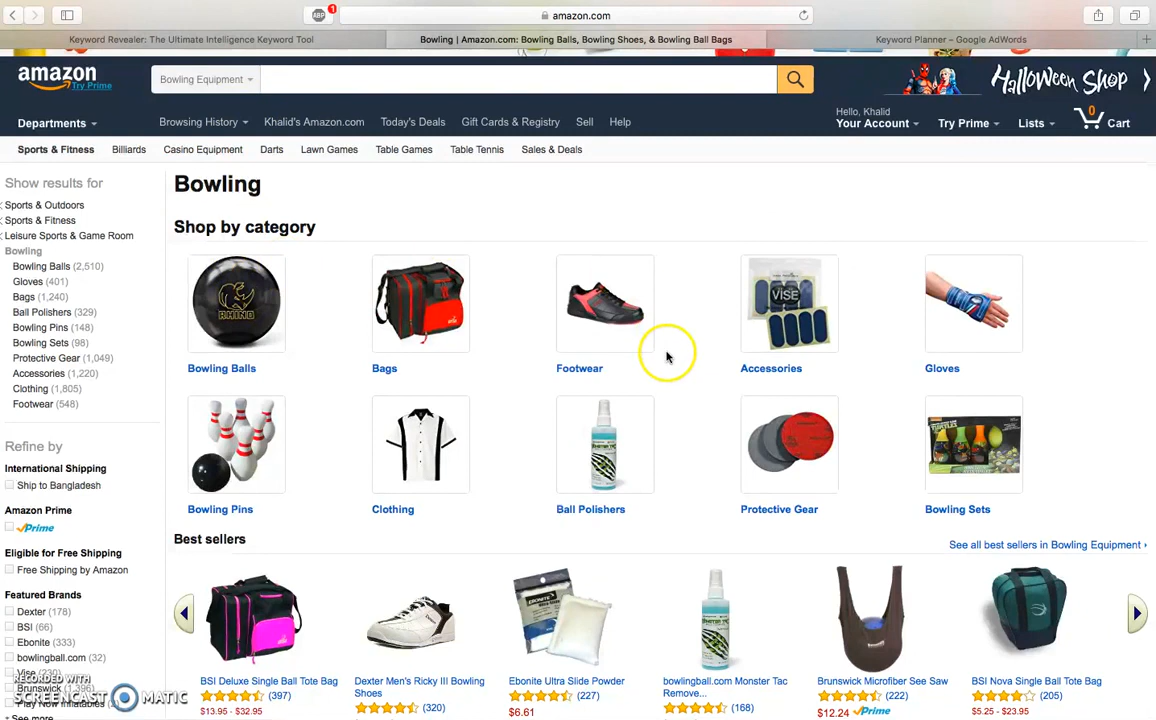 ABP
1
amazon.com
Keyword Revealer: The Ultimate Intelligence Keyword Tool
Bowling | Amazon.com: Bowling Balls, Bowling Shoes, & Bowling Ball Bags
Keyword Planner – Google AdWords
amazon
Try Prime
Bowling Equipment
Halloween Shop
Departments
Browsing History
Khalid's Amazon.com
Today's Deals
Gift Cards & Registry
Sell
Help
Hello, Khalid
Your Account
Try Prime
Lists
0
Cart
Sports & Fitness
Billiards
Casino Equipment
Darts
Lawn Games
Table Games
Table Tennis
Sales & Deals
Show results for
Sports & Outdoors
Sports & Fitness
Leisure Sports & Game Room
Bowling
Bowling Balls (2,510)
Gloves (401)
Bags (1,240)
Ball Polishers (329)
Bowling Pins (148)
Bowling Sets (98)
Protective Gear (1,049)
Accessories (1,220)
Clothing (1,805)
Footwear (548)
Refine by
International Shipping
Ship to Bangladesh
Amazon Prime
Prime
Eligible for Free Shipping
Free Shipping by Amazon
Featured Brands
Dexter (178)
BSI (66)
Ebonite (333)
bowlingball.com (32)
Brunswick (1,396)
RECORDED WITH
SCREENCAST MATIC
Bowling
Shop by category
RHINO
VISE
Bowling Balls
Bags
Footwear
Accessories
Gloves
Bowling Pins
Clothing
Ball Polishers
Protective Gear
Bowling Sets
Best sellers
See all best sellers in Bowling Equipment
BSI Deluxe Single Ball Tote Bag
(397)
$13.95 - $32.95
Dexter Men's Ricky III Bowling
Shoes
(320)
Ebonite Ultra Slide Powder
(227)
$6.61
bowlingball.com Monster Tac
Remove...
(168)
Brunswick Microfiber See Saw
(222)
$12.24 Prime
BSI Nova Single Ball Tote Bag
(205)
$5.25 - $23.95